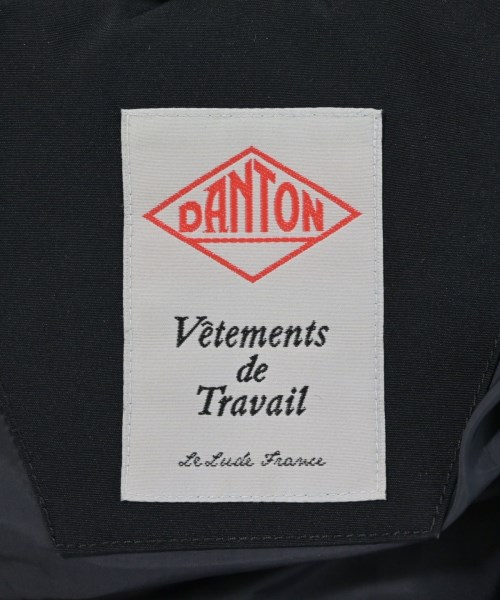 DANTON
Vêtements
de
Travail
Le Lude France